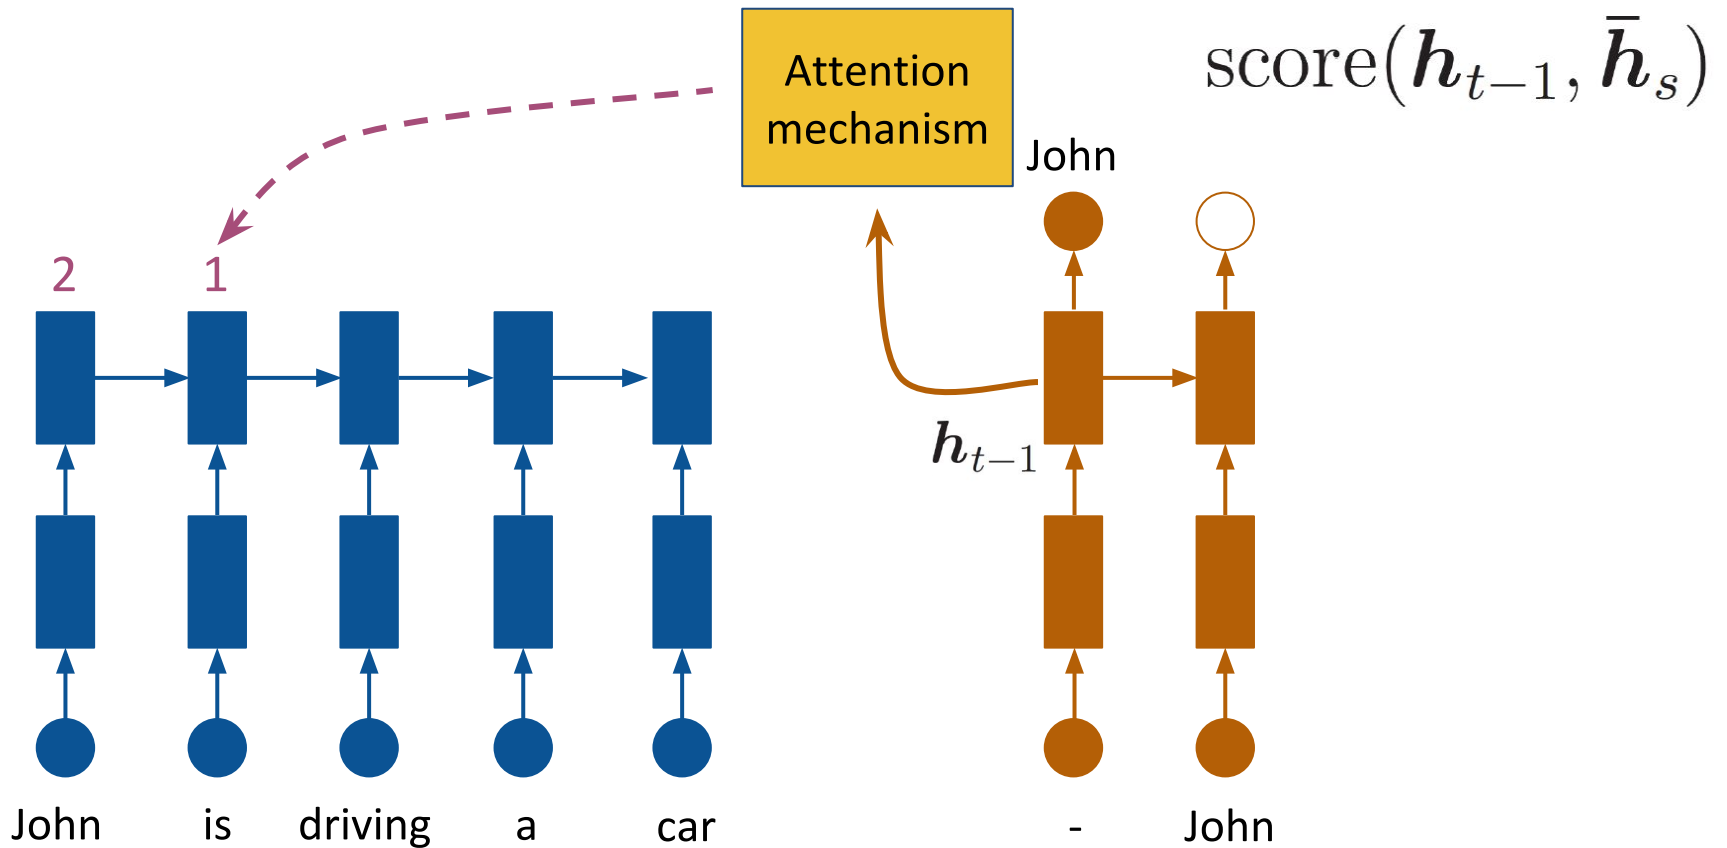 Attention
mechanism
score(h_{t−1}, h̄_s)
John
2 1
h_{t−1}
John is driving a car - John